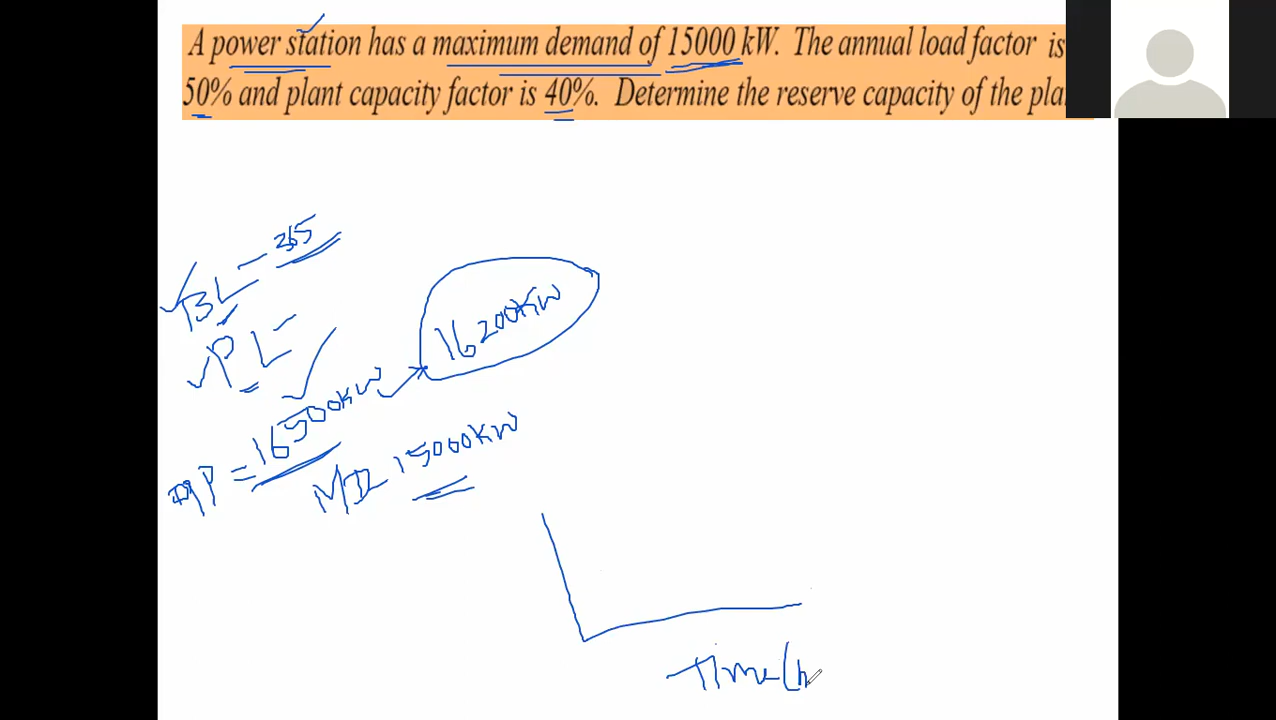 A power station has a maximum demand of 15000 kW. The annual load factor is
50% and plant capacity factor is 40%. Determine the reserve capacity of the pla
BL = 365
PL =
16200KW
= 16500KW
MD 15000KW
Time (h